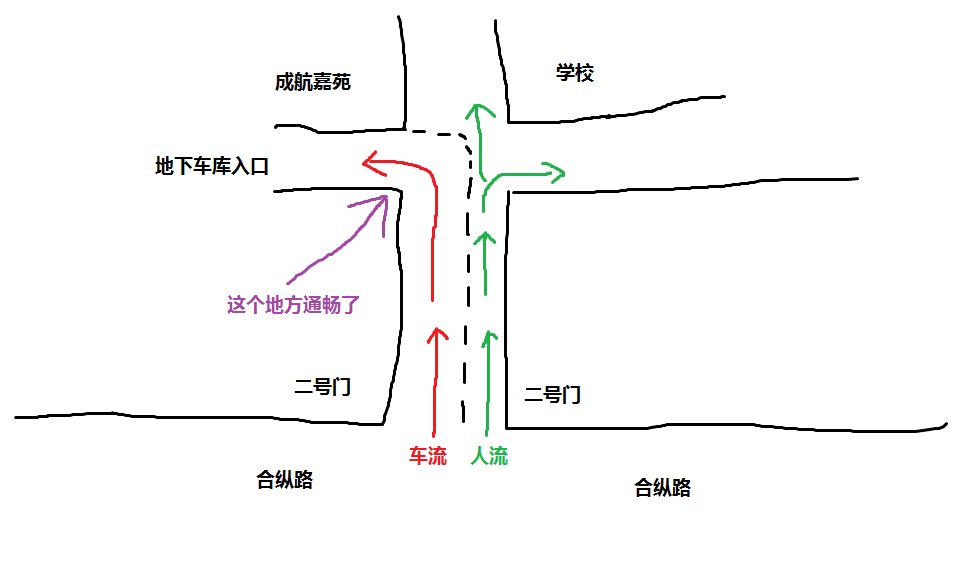 成航嘉苑
学校
地下车库入口
这个地方通畅了
二号门
二号门
车流
人流
合纵路
合纵路